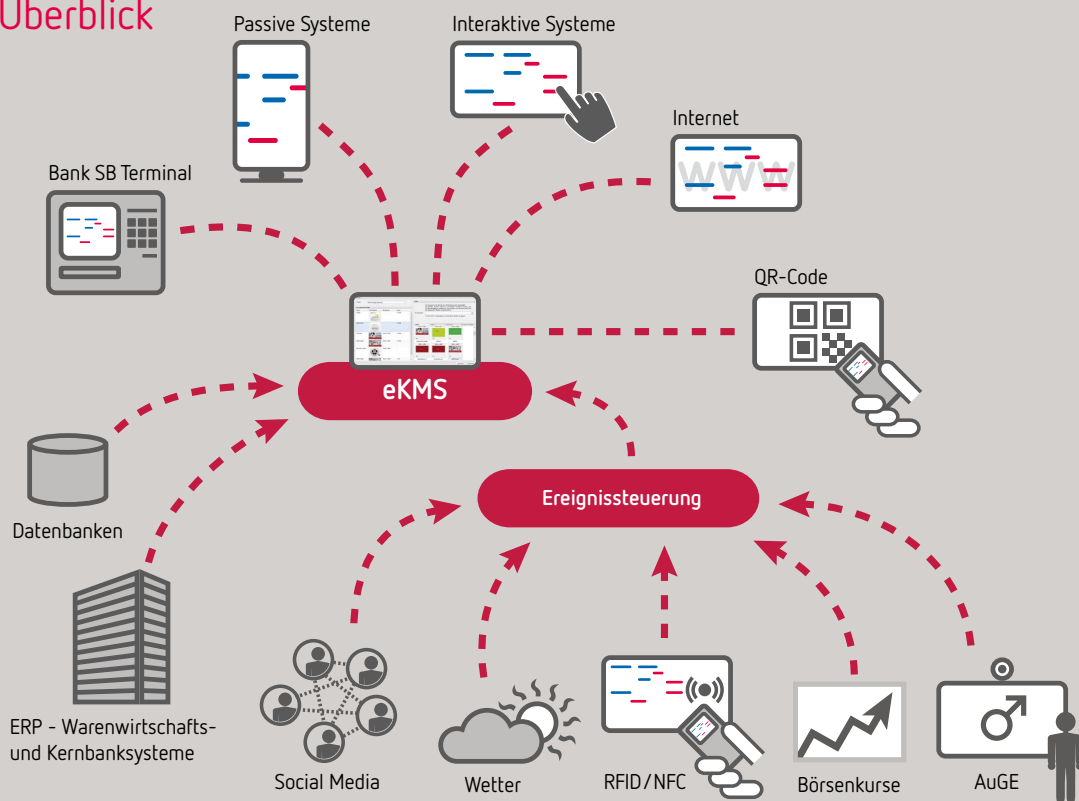 Überblick
Passive Systeme
Interaktive Systeme
Internet
WWW
Bank SB Terminal
QR-Code
eKMS
Ereignissteuerung
Datenbanken
ERP - Warenwirtschafts-
und Kernbanksysteme
Social Media
Wetter
RFID/NFC
Börsenkurse
AuGE